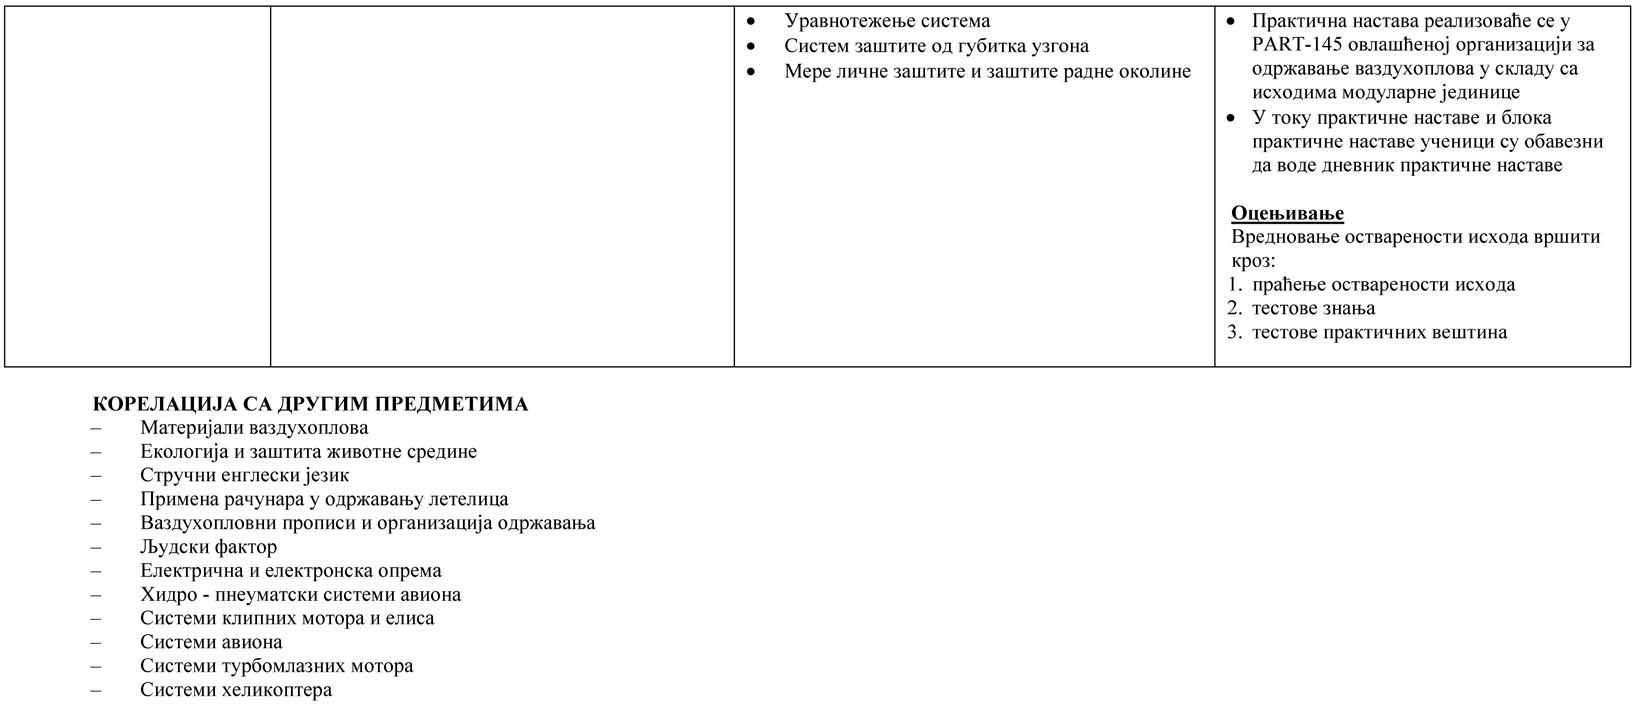 • Уравнотежење система
• Систем заштите од губитка узгона
• Мере личне заштите и заштите радне околине
• Практична настава реализоваће се у
PART-145 овлашћеној организацији за
одржавање ваздухоплова у складу са
исходима модуларне јединице
• У току практичне наставе и блока
практичне наставе ученици су обавезни
да воде дневник практичне наставе
Оцењивање
Вредновање остварености исхода вршити
кроз:
1. праћење остварености исхода
2. тестове знања
3. тестове практичних вештина
КОРЕЛАЦИЈА СА ДРУГИМ ПРЕДМЕТИМА
– Материјали ваздухоплова
– Екологија и заштита животне средине
– Стручни енглески језик
– Примена рачунара у одржавању летелица
– Ваздухопловни прописи и организација одржавања
– Људски фактор
– Електрична и електронска опрема
– Хидро - пнеуматски системи авиона
– Системи клипних мотора и елиса
– Системи авиона
– Системи турбомлазних мотора
– Системи хеликоптера